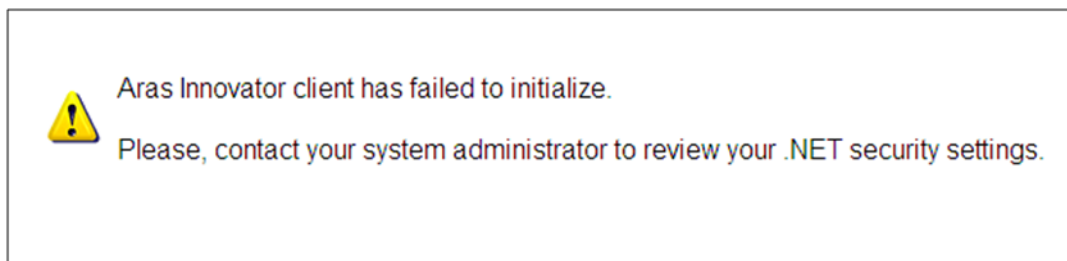 Aras Innovator client has failed to initialize.
Please, contact your system administrator to review your .NET security settings.